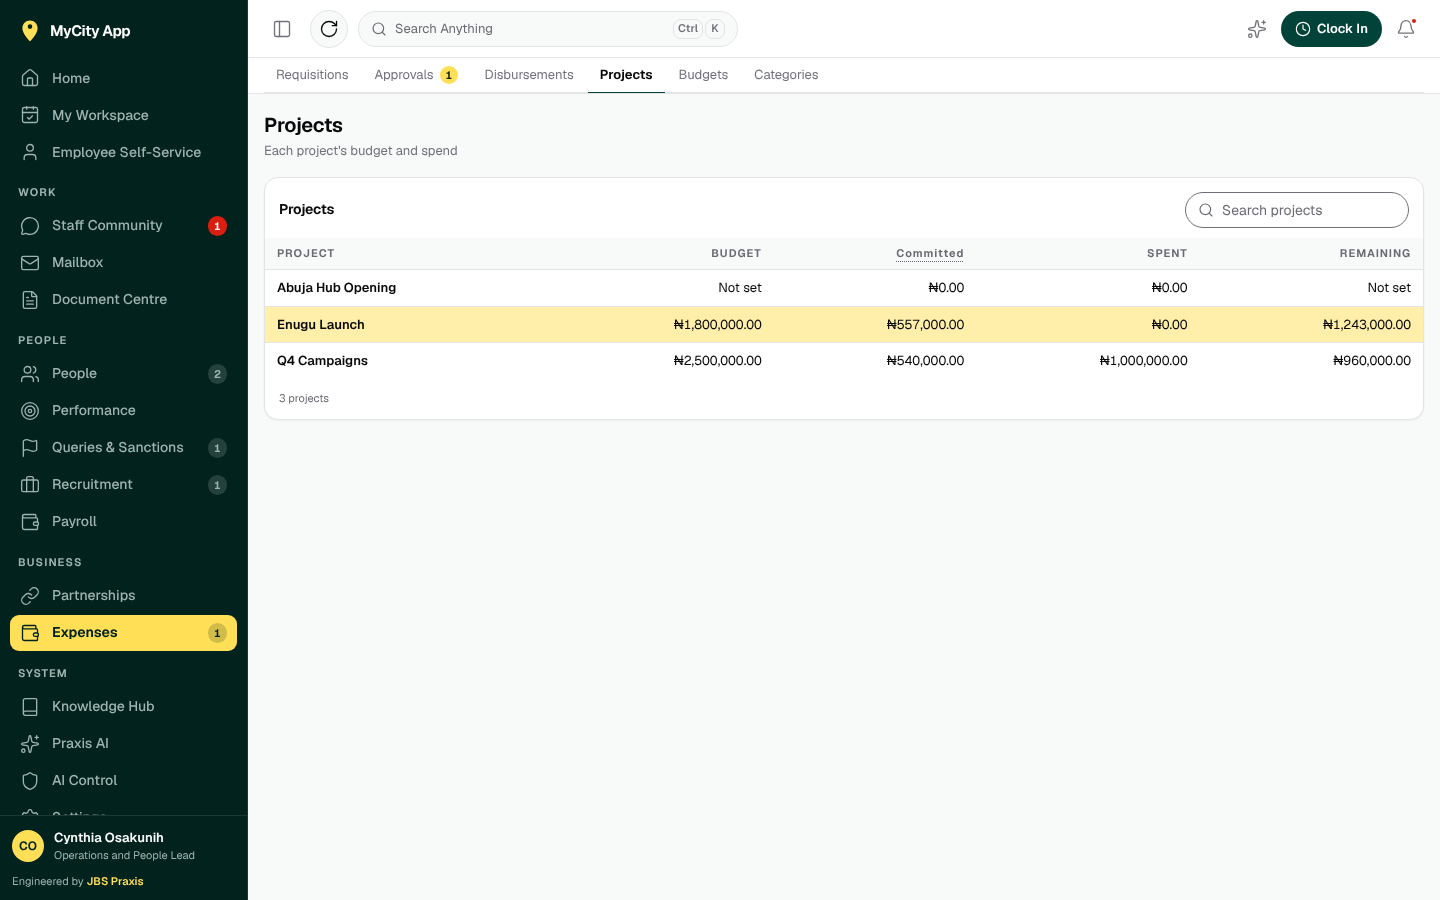 MyCity App
Home
My Workspace
Employee Self-Service
WORK
Staff Community 1
Mailbox
Document Centre
PEOPLE
People 2
Performance
Queries & Sanctions 1
Recruitment 1
Payroll
BUSINESS
Partnerships
Expenses 1
SYSTEM
Knowledge Hub
Praxis AI
AI Control
CO
Cynthia Osakunih
Operations and People Lead
Engineered by JBS Praxis
Search Anything Ctrl K
Clock In
Requisitions Approvals 1 Disbursements Projects Budgets Categories
Projects
Each project's budget and spend
Projects
Search projects
PROJECT BUDGET Committed SPENT REMAINING
Abuja Hub Opening Not set ₦0.00 ₦0.00 Not set
Enugu Launch ₦1,800,000.00 ₦557,000.00 ₦0.00 ₦1,243,000.00
Q4 Campaigns ₦2,500,000.00 ₦540,000.00 ₦1,000,000.00 ₦960,000.00
3 projects